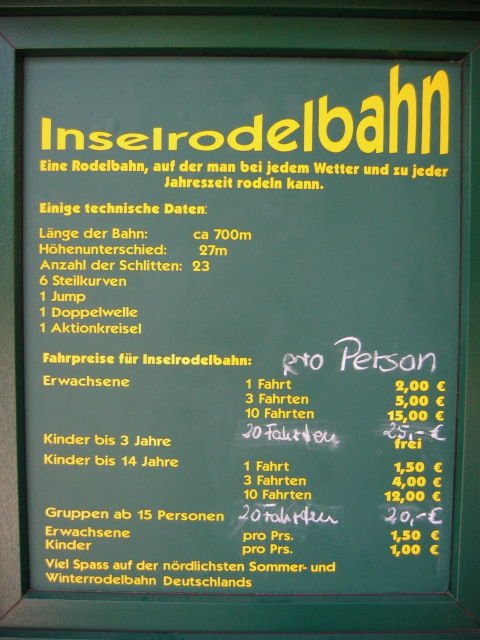 Inselrodelbahn
Eine Rodelbahn, auf der man bei jedem Wetter und zu jeder
Jahreszeit rodeln kann.
Einige technische Daten:
Länge der Bahn: ca 700m
Höhenunterschied: 27m
Anzahl der Schlitten: 23
6 Steilkurven
1 Jump
1 Doppelwelle
1 Aktionkreisel
Fahrpreise für Inselrodelbahn: pro Person
Erwachsene 1 Fahrt 2,00 €
3 Fahrten 5,00 €
10 Fahrten 15,00 €
20 Fahrten 25,- €
Kinder bis 3 Jahre frei
Kinder bis 14 Jahre 1 Fahrt 1,50 €
3 Fahrten 4,00 €
10 Fahrten 12,00 €
20 Fahrten 20,- €
Gruppen ab 15 Personen
Erwachsene pro Prs. 1,50 €
Kinder pro Prs. 1,00 €
Viel Spass auf der nördlichsten Sommer- und
Winterrodelbahn Deutschlands